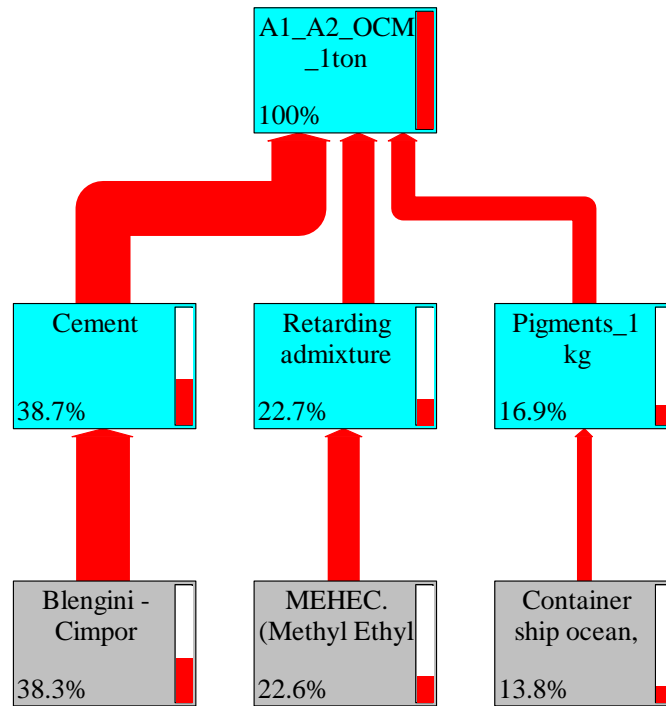 A1_A2_OCM
_1ton
100%
Cement
38.7%
Retarding
admixture
22.7%
Pigments_1
kg
16.9%
Blengini -
Cimpor
38.3%
MEHEC.
(Methyl Ethyl
22.6%
Container
ship ocean,
13.8%